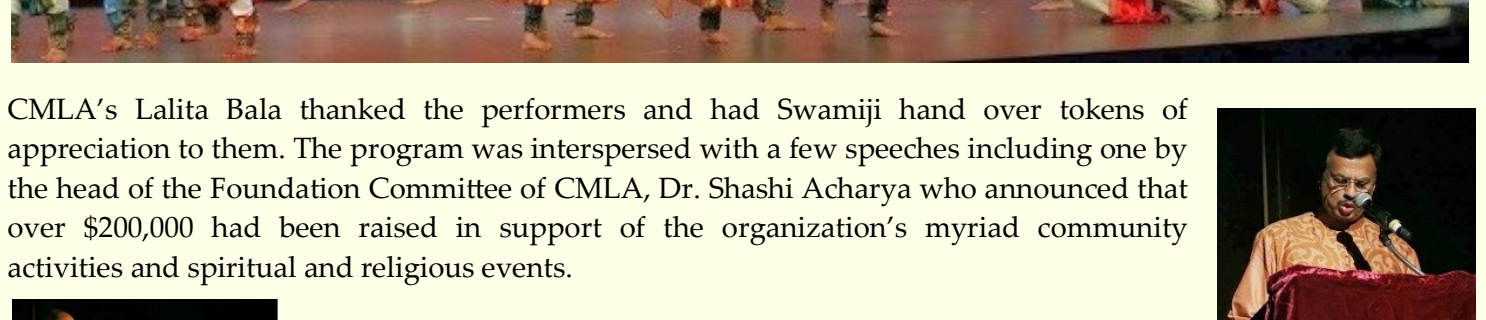 CMLA’s Lalita Bala thanked the performers and had Swamiji hand over tokens of
appreciation to them. The program was interspersed with a few speeches including one by
the head of the Foundation Committee of CMLA, Dr. Shashi Acharya who announced that
over $200,000 had been raised in support of the organization’s myriad community
activities and spiritual and religious events.